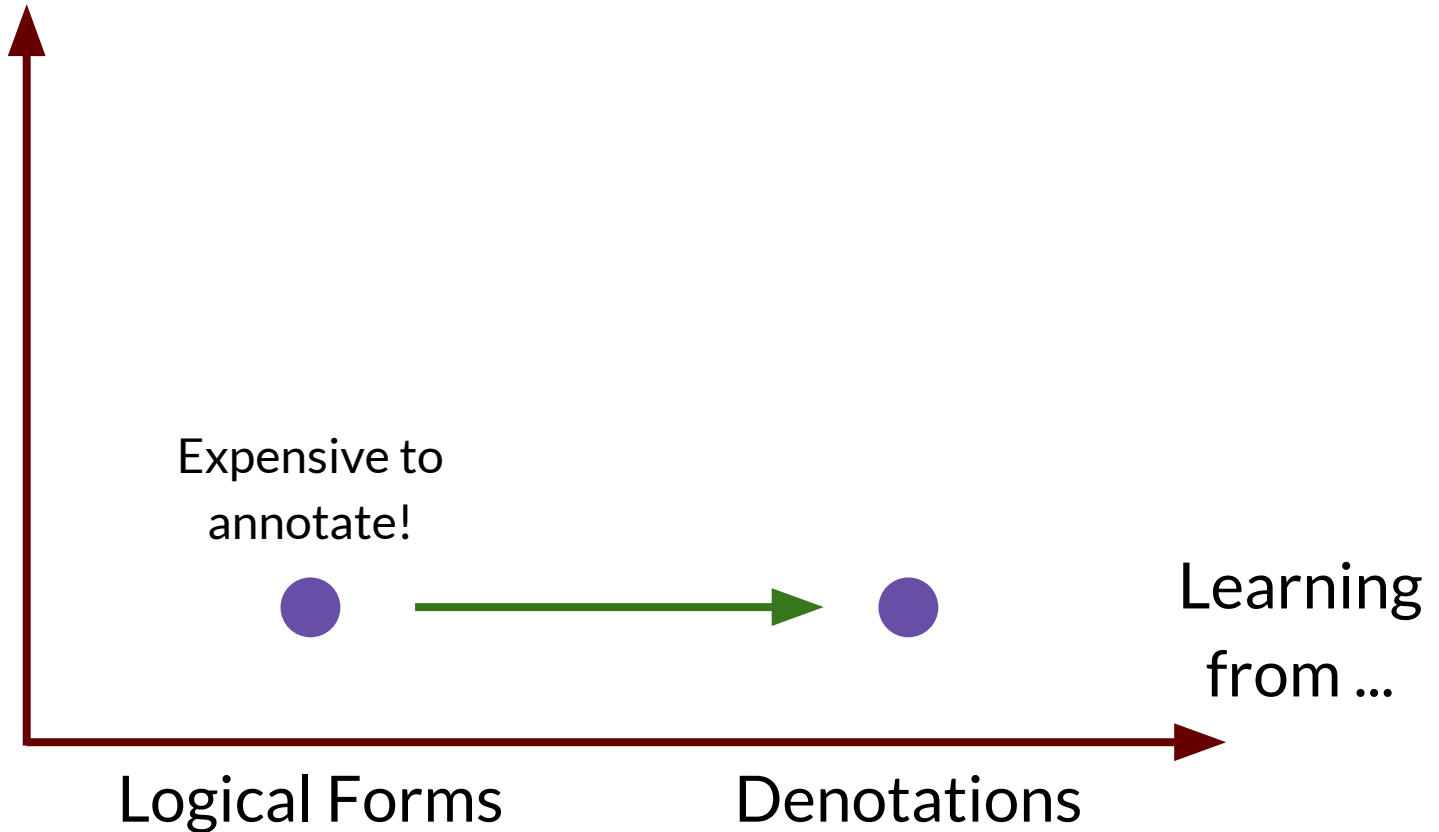 Expensive to
annotate!
Learning
from ...
Logical Forms
Denotations